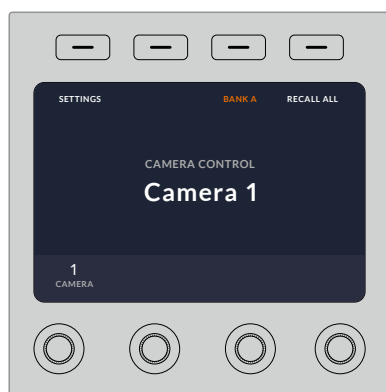 SETTINGS BANK A RECALL ALL
CAMERA CONTROL
Camera 1
1
CAMERA